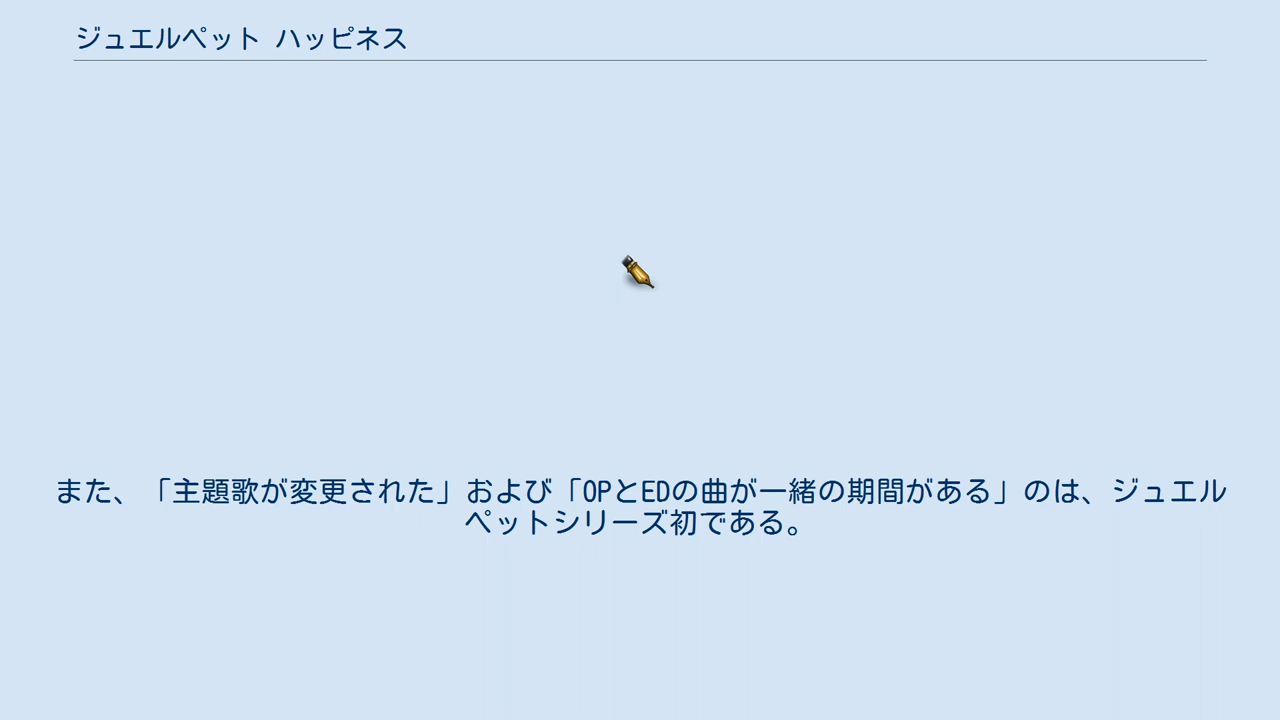 ジュエルペット ハッピネス
また、「主題歌が変更された」および「OPとEDの曲が一緒の期間がある」のは、ジュエル
ペットシリーズ初である。